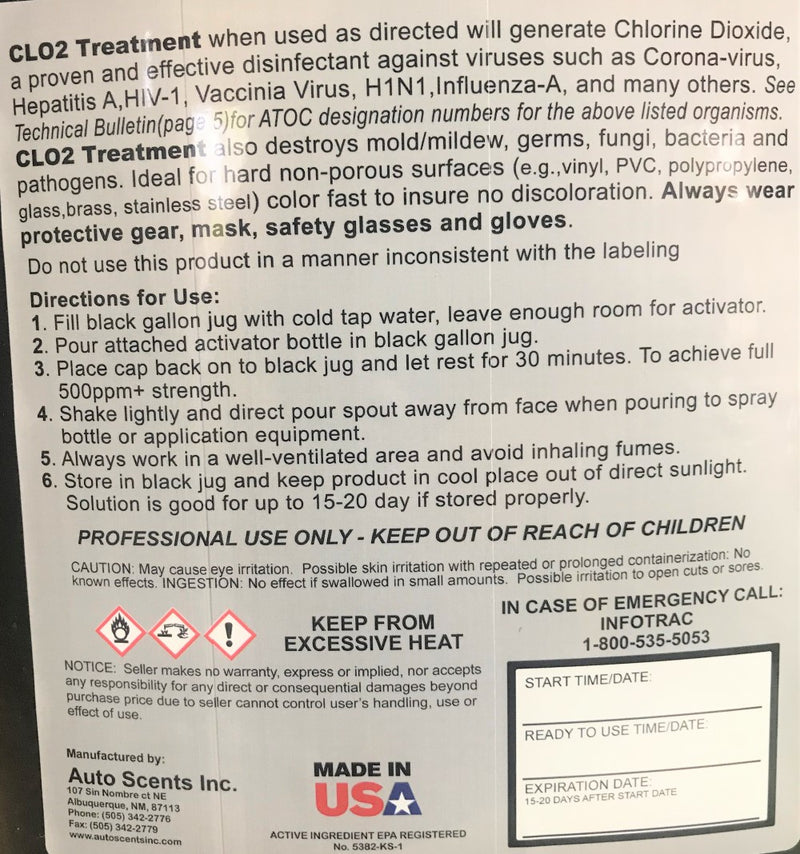 CLO2 Treatment when used as directed will generate Chlorine Dioxide,
a proven and effective disinfectant against viruses such as Corona-virus,
Hepatitis A,HIV-1, Vaccinia Virus, H1N1,Influenza-A, and many others. See
Technical Bulletin(page 5)for ATOC designation numbers for the above listed organisms.
CLO2 Treatment also destroys mold/mildew, germs, fungi, bacteria and
pathogens. Ideal for hard non-porous surfaces (e.g.,vinyl, PVC, polypropylene,
glass,brass, stainless steel) color fast to insure no discoloration. Always wear
protective gear, mask, safety glasses and gloves.
Do not use this product in a manner inconsistent with the labeling
Directions for Use:
1. Fill black gallon jug with cold tap water, leave enough room for activator.
2. Pour attached activator bottle in black gallon jug.
3. Place cap back on to black jug and let rest for 30 minutes. To achieve full
500ppm+ strength.
4. Shake lightly and direct pour spout away from face when pouring to spray
bottle or application equipment.
5. Always work in a well-ventilated area and avoid inhaling fumes.
6. Store in black jug and keep product in cool place out of direct sunlight.
Solution is good for up to 15-20 day if stored properly.
PROFESSIONAL USE ONLY - KEEP OUT OF REACH OF CHILDREN
CAUTION: May cause eye irritation. Possible skin irritation with repeated or prolonged containerization: No
known effects. INGESTION: No effect if swallowed in small amounts. Possible irritation to open cuts or sores.
KEEP FROM
EXCESSIVE HEAT
IN CASE OF EMERGENCY CALL:
INFOTRAC
1-800-535-5053
NOTICE: Seller makes no warranty, express or implied, nor accepts
any responsibility for any direct or consequential damages beyond
purchase price due to seller cannot control user's handling, use or
effect of use.
START TIME/DATE:
READY TO USE TIME/DATE:
EXPIRATION DATE:
15-20 DAYS AFTER START DATE
Manufactured by:
Auto Scents Inc.
107 Sin Nombre ct NE
Albuquerque, NM, 87113
Phone: (505) 342-2776
Fax: (505) 342-2779
www.autoscentsinc.com
MADE IN
USA
ACTIVE INGREDIENT EPA REGISTERED
No. 5382-KS-1